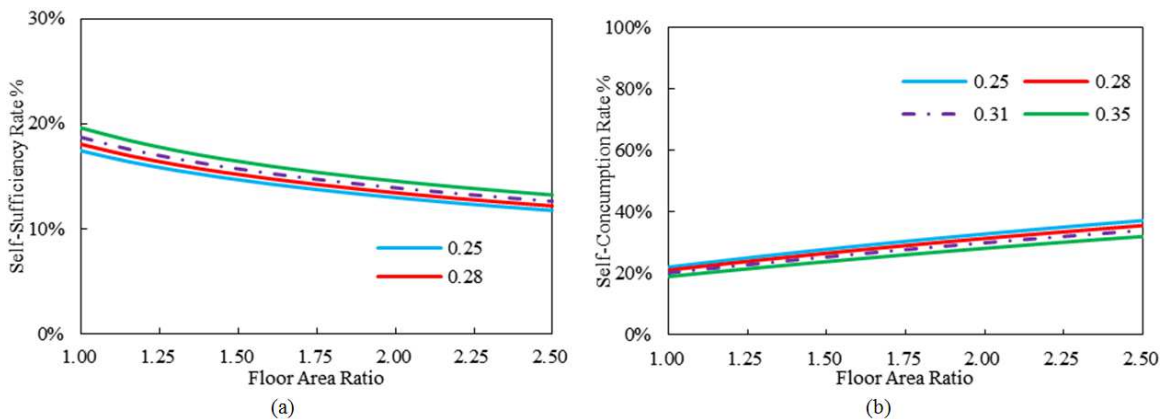 30%
20%
10%
0%
Self-Sufficiency Rate %
0.25
0.28
1.00 1.25 1.50 1.75 2.00 2.25 2.50
Floor Area Ratio
(a)
100%
80%
60%
40%
20%
0%
Self-Concumption Rate %
0.25 0.28
0.31 0.35
1.00 1.25 1.50 1.75 2.00 2.25 2.50
Floor Area Ratio
(b)